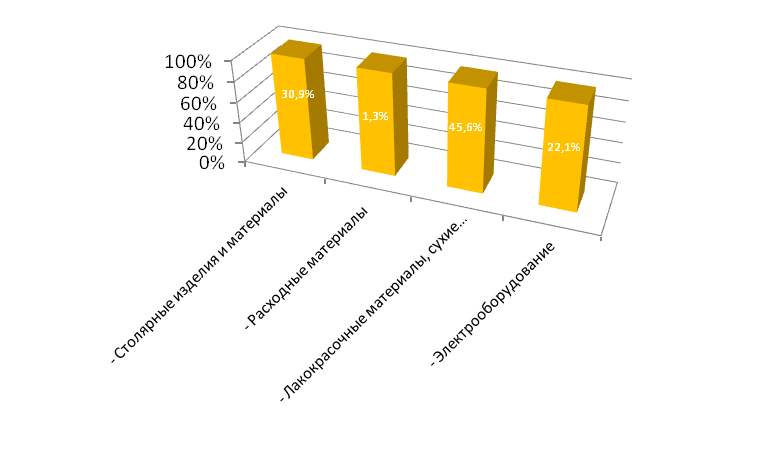 100%
80%
60%
40%
20%
0%
30,9%
1,3%
45,6%
22,1%
- Столярные изделия и материалы
- Расходные материалы
- Лакокрасочные материалы, сухие...
- Электрооборудование